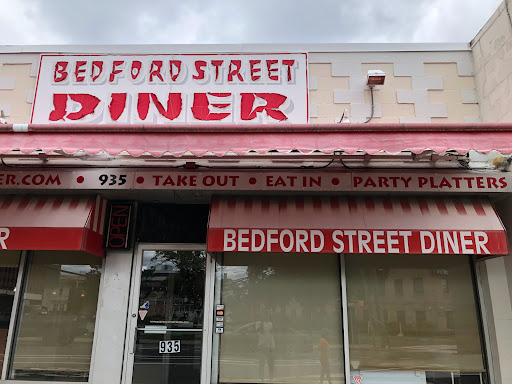 BEDFORD STREET
DINER
ER.COM • 935 • TAKE OUT • EAT IN • PARTY PLATTERS
R
BEDFORD STREET DINER
OPEN
935